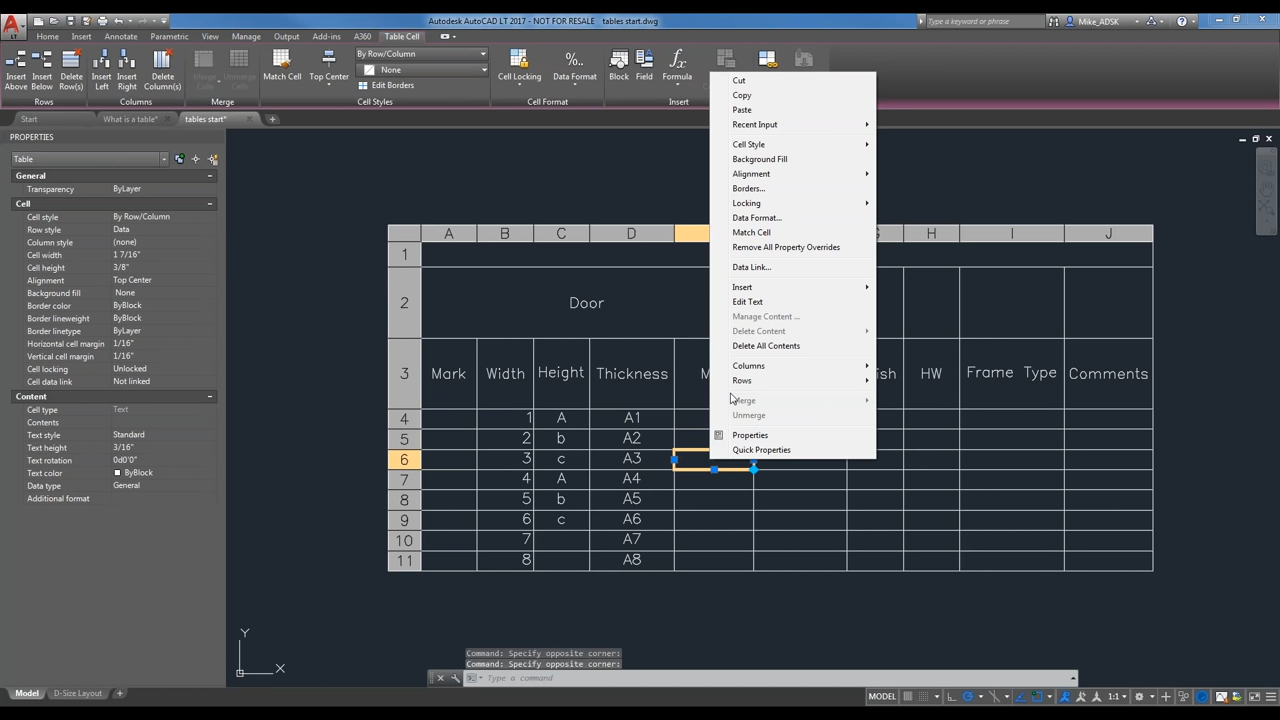 Autodesk AutoCAD LT 2017 - NOT FOR RESALE tables start.dwg
Type a keyword or phrase
Mike_ADSK
LT
Home Insert Annotate Parametric View Manage Output Add-ins A360 Table Cell
By Row/Column
None
Edit Borders
Insert Above
Insert Below
Delete Row(s)
Insert Left
Insert Right
Delete Column(s)
Merge Cells
Unmerge Cells
Match Cell
Top Center
Cell Locking
Data Format
Block
Field
Formula
Rows Columns Merge Cell Styles Cell Format Insert
Start What is a table* tables start*
PROPERTIES
Table
General
Transparency ByLayer
Cell
Cell style By Row/Column
Row style Data
Column style (none)
Cell width 1 7/16"
Cell height 3/8"
Alignment Top Center
Background fill None
Border color ByBlock
Border lineweight ByBlock
Border linetype ByBlock
Horizontal cell margin 1/16"
Vertical cell margin 1/16"
Cell locking Unlocked
Cell data link Not linked
Content
Cell type Text
Contents
Text style Standard
Text height 3/16"
Text rotation 0d0'0"
Text color ByBlock
Data type General
Additional format
A B C D G H I J
1
2 Door
3 Mark Width Height Thickness M ish HW Frame Type Comments
4 1 A A1
5 2 b A2
6 3 c A3
7 4 A A4
8 5 b A5
9 6 c A6
10 7 A7
11 8 A8
Cut
Copy
Paste
Recent Input
Cell Style
Background Fill
Alignment
Borders...
Locking
Data Format...
Match Cell
Remove All Property Overrides
Data Link...
Insert
Edit Text
Manage Content ...
Delete Content
Delete All Contents
Columns
Rows
Merge
Unmerge
Properties
Quick Properties
Y
X
Command: Specify opposite corner:
Command: Specify opposite corner:
Type a command
Model D-Size Layout
MODEL 1:1